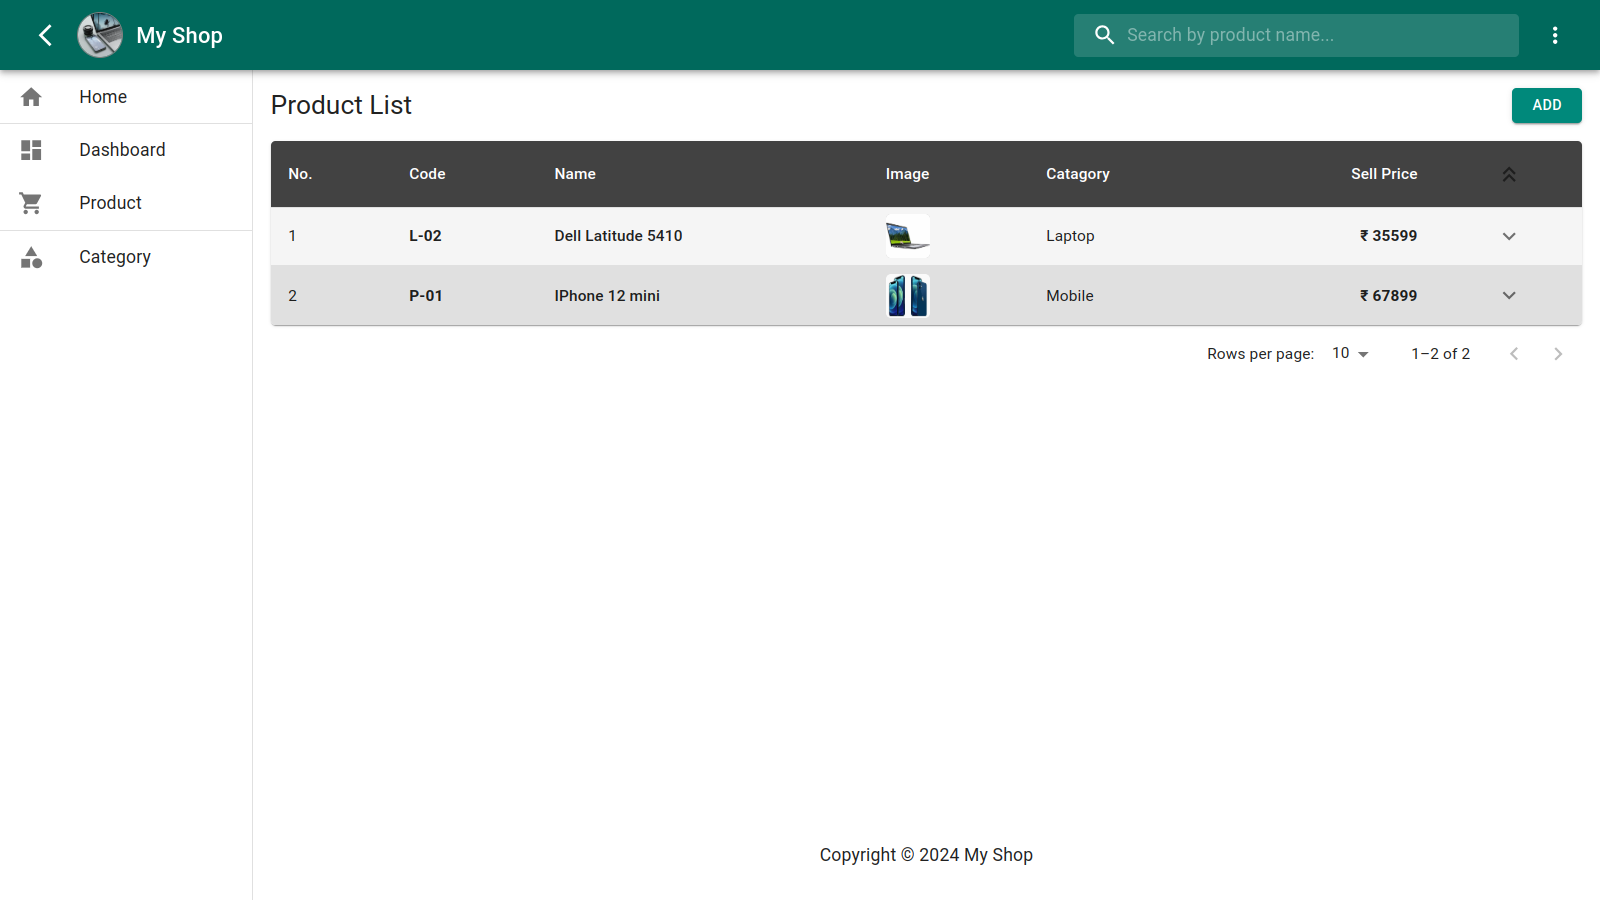 My Shop
Search by product name...
Home
Dashboard
Product
Category
Product List
ADD
No. Code Name Image Catagory Sell Price
1 L-02 Dell Latitude 5410 Laptop ₹ 35599
2 P-01 IPhone 12 mini Mobile ₹ 67899
Rows per page: 10 1–2 of 2
Copyright © 2024 My Shop